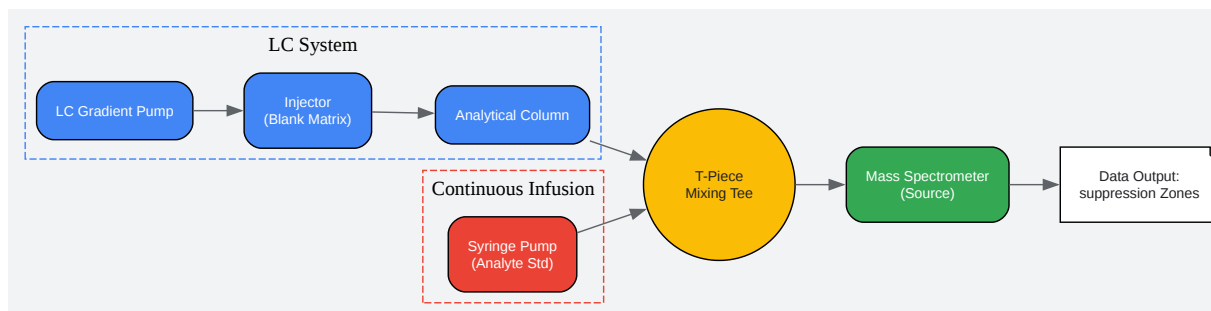 LC System
LC Gradient Pump
Injector
(Blank Matrix)
Analytical Column
Continuous Infusion
Syringe Pump
(Analyte Std)
T-Piece
Mixing Tee
Mass Spectrometer
(Source)
Data Output:
suppression Zones